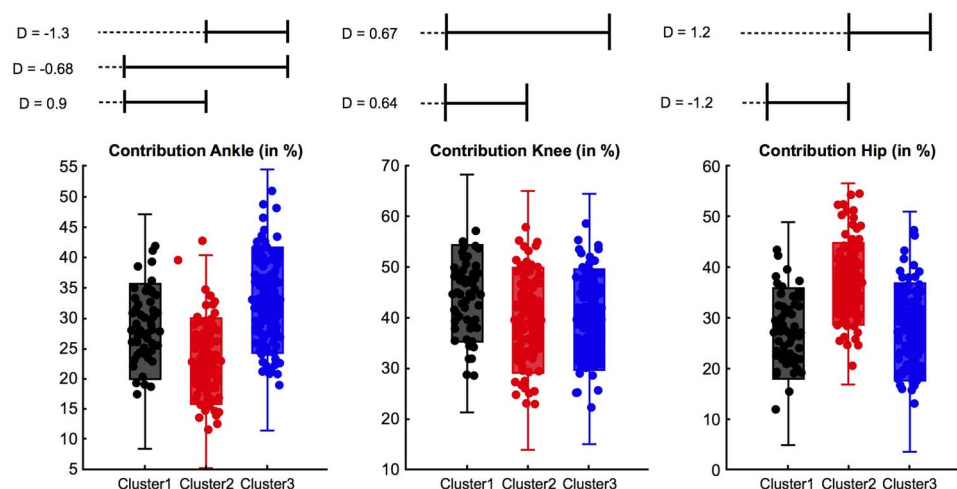 D = -1.3
D = -0.68
D = 0.9
D = 0.67
D = 0.64
D = 1.2
D = -1.2
Contribution Ankle (in %)
55
50
45
40
35
30
25
20
15
10
5
Cluster1 Cluster2 Cluster3
Contribution Knee (in %)
70
60
50
40
30
20
10
Cluster1 Cluster2 Cluster3
Contribution Hip (in %)
60
50
40
30
20
10
0
Cluster1 Cluster2 Cluster3